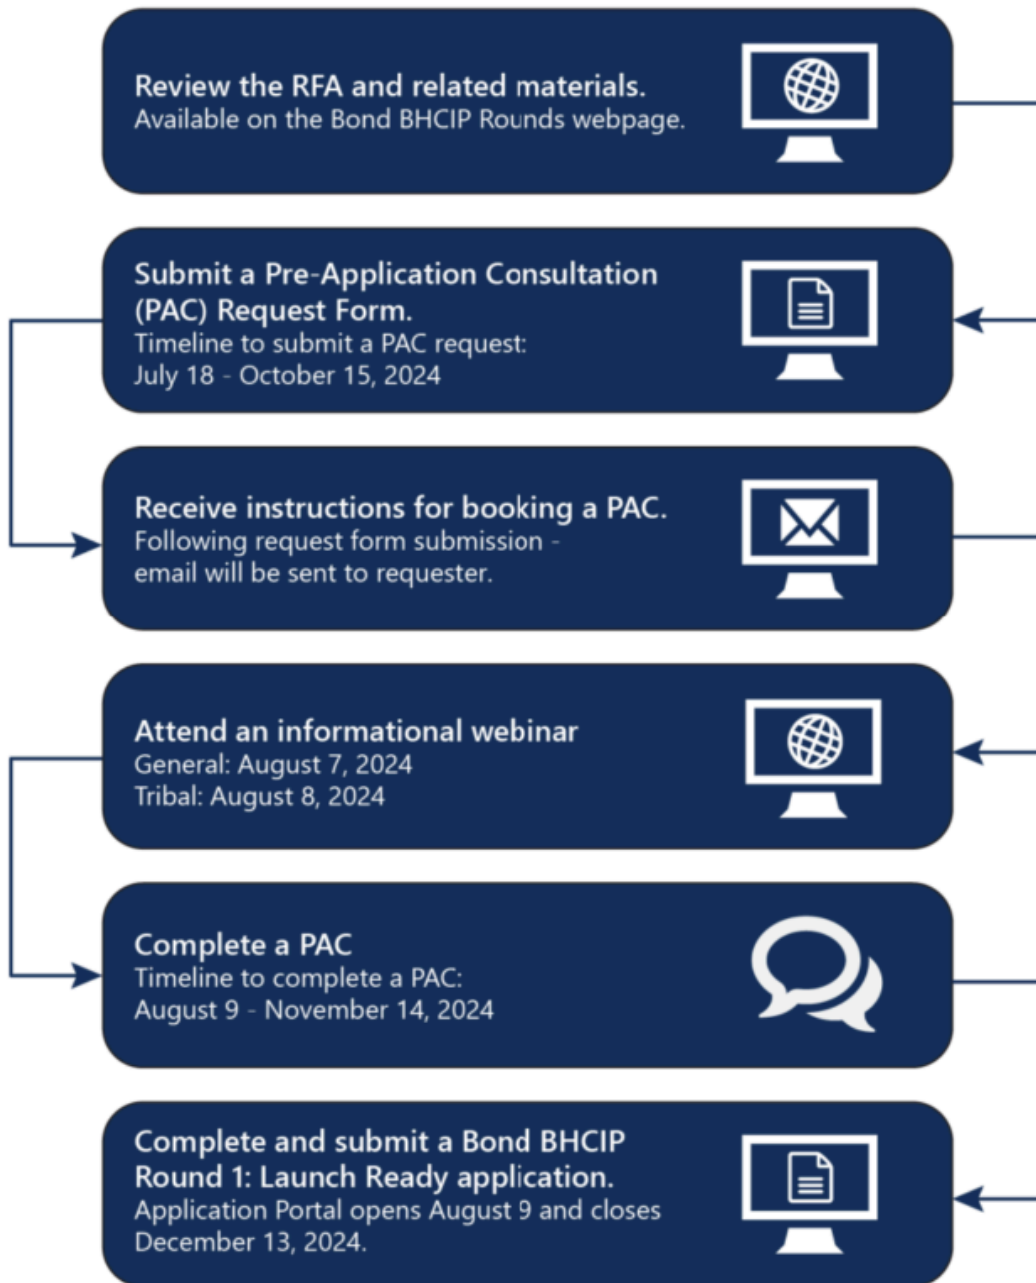 Review the RFA and related materials.
Available on the Bond BHCIP Rounds webpage.
Submit a Pre-Application Consultation
(PAC) Request Form.
Timeline to submit a PAC request:
July 18 - October 15, 2024
Receive instructions for booking a PAC.
Following request form submission -
email will be sent to requester.
Attend an informational webinar
General: August 7, 2024
Tribal: August 8, 2024
Complete a PAC
Timeline to complete a PAC:
August 9 - November 14, 2024
Complete and submit a Bond BHCIP
Round 1: Launch Ready application.
Application Portal opens August 9 and closes
December 13, 2024.